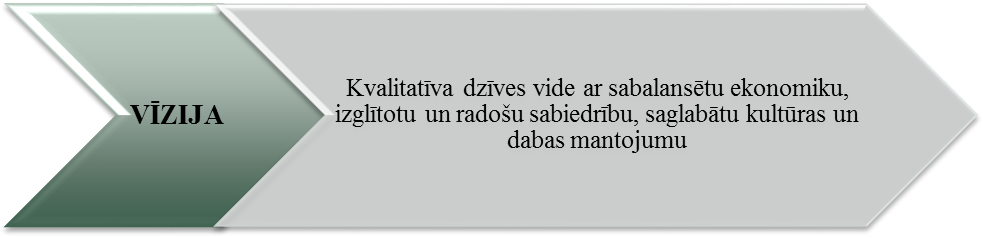 VĪZIJA
Kvalitatīva dzīves vide ar sabalansētu ekonomiku,
izglītotu un radošu sabiedrību, saglabātu kultūras un
dabas mantojumu